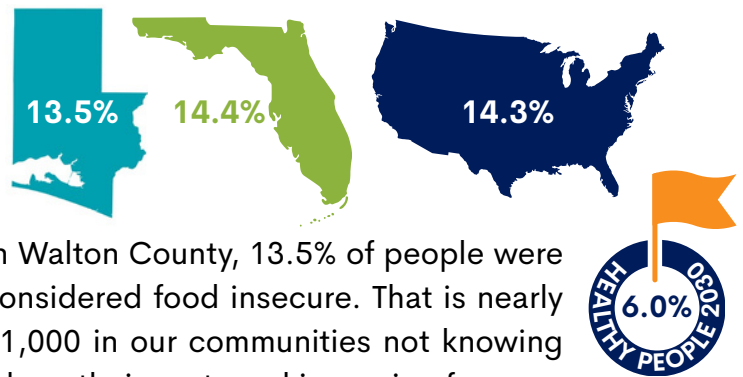 13.5%
14.4%
14.3%
Walton County, 13.5% of people were
onsidered food insecure. That is nearly
1,000 in our communities not knowing
HEALTHY PEOPLE 2030
6.0%